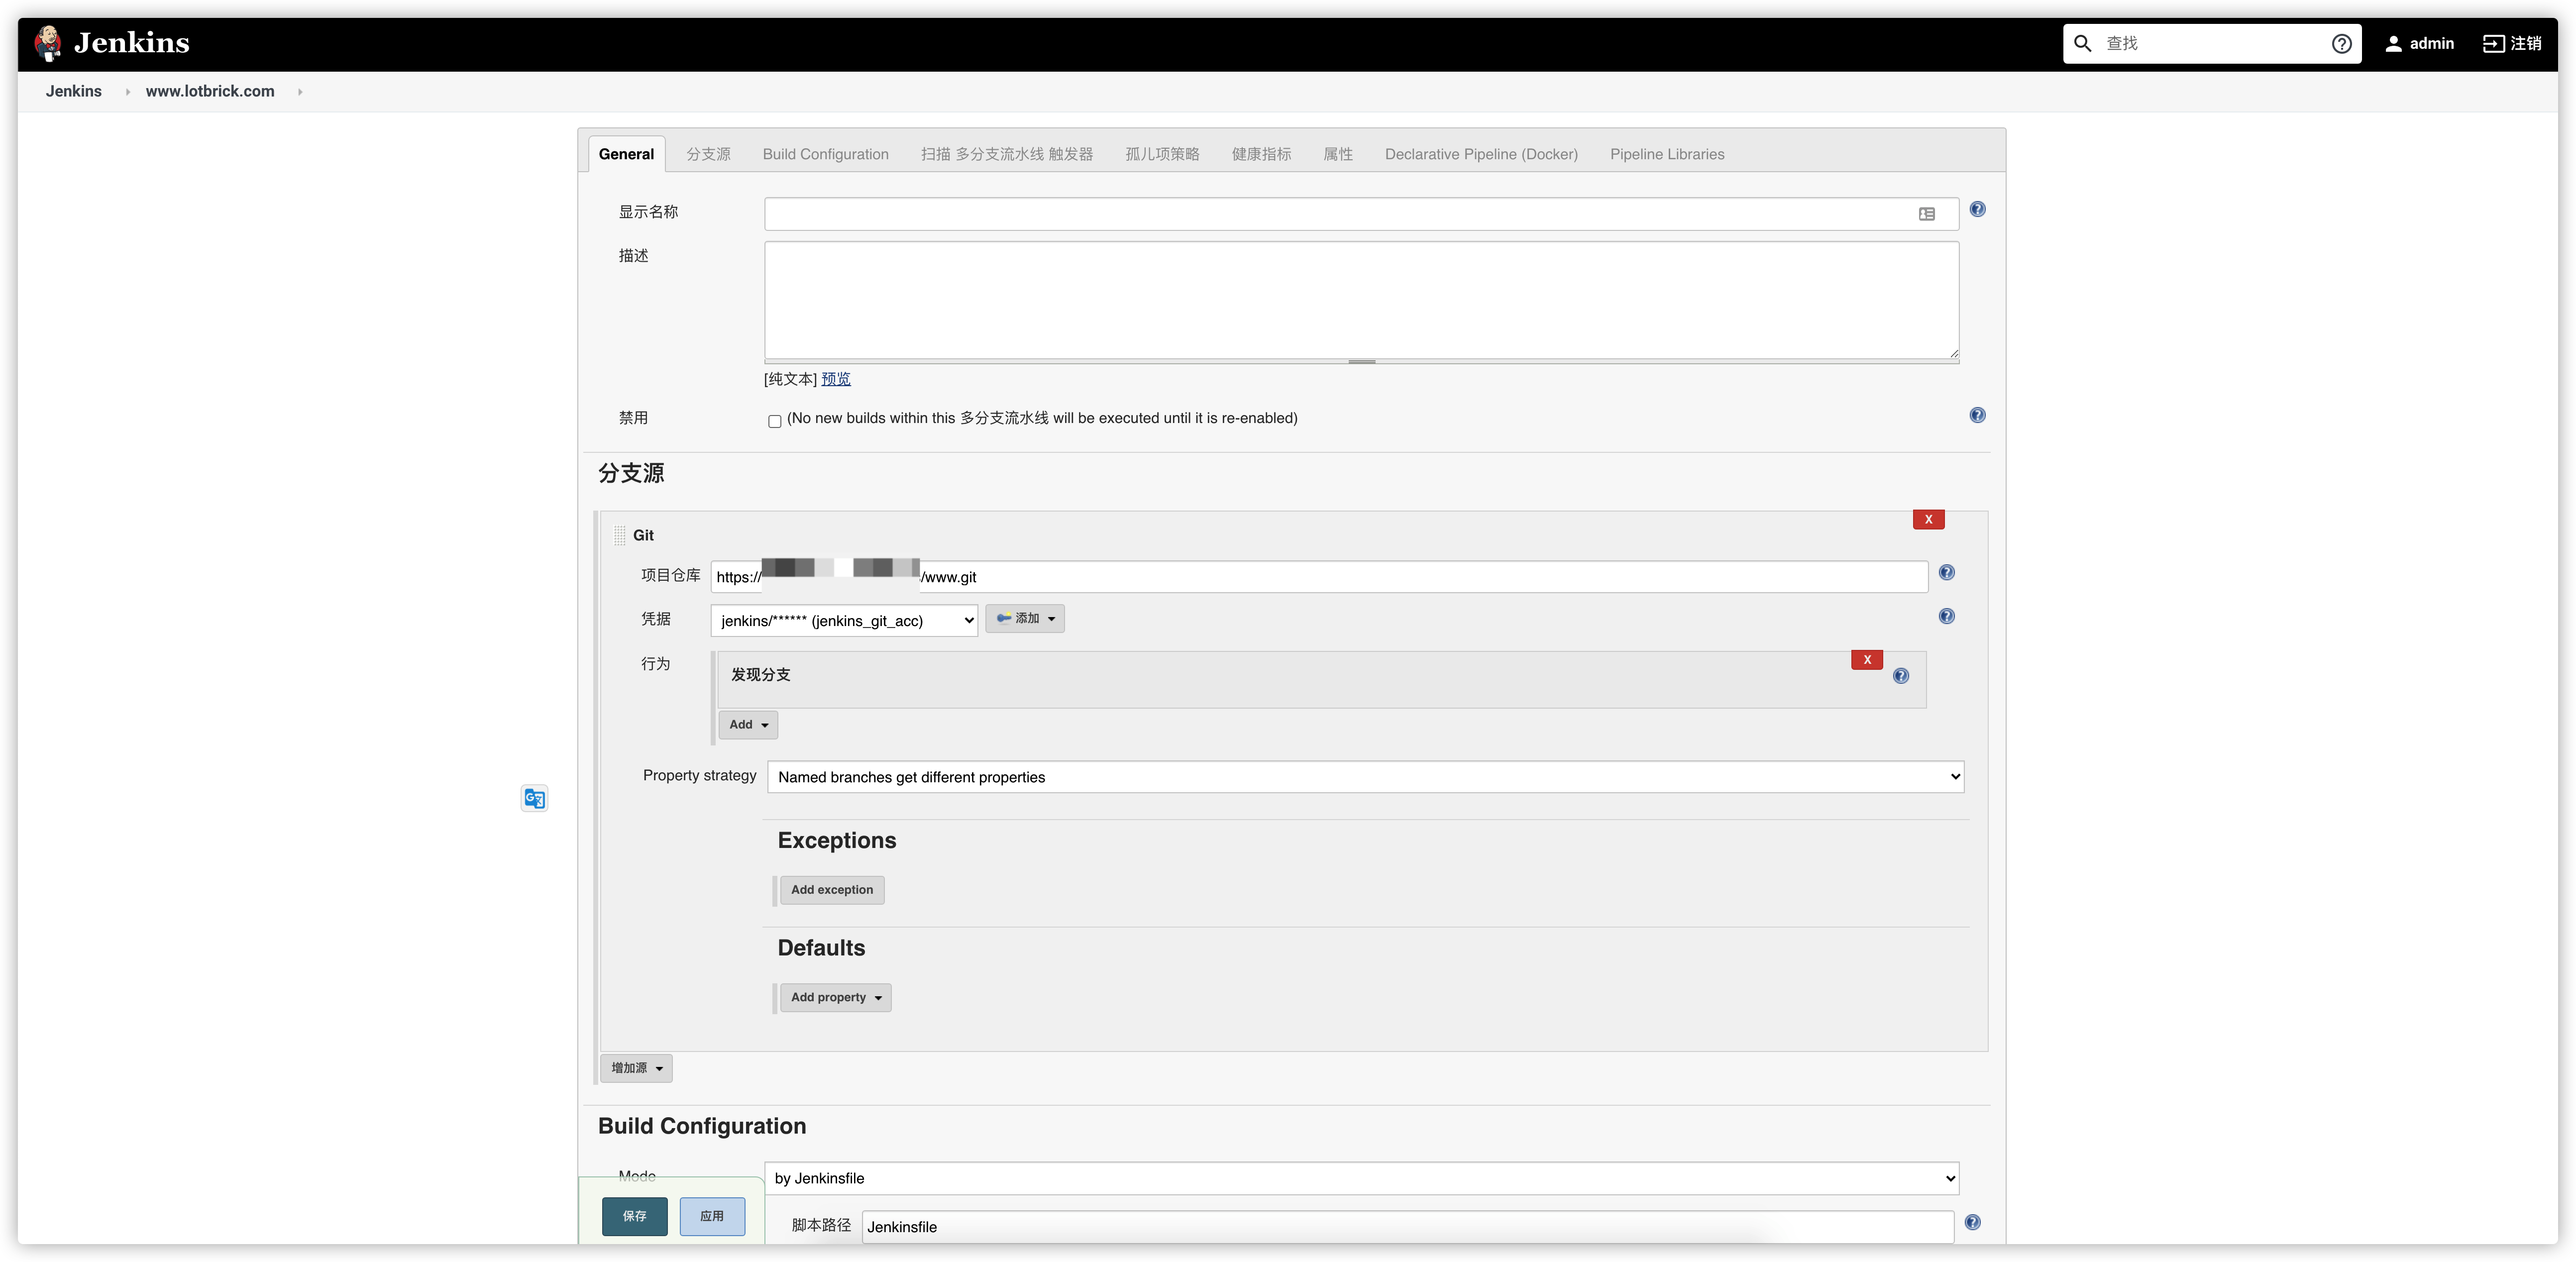 Jenkins
查找
admin
注销
Jenkins
www.lotbrick.com
General 分支源 Build Configuration 扫描 多分支流水线 触发器 孤儿项策略 健康指标 属性 Declarative Pipeline (Docker) Pipeline Libraries
显示名称
描述
[纯文本] 预览
禁用
(No new builds within this 多分支流水线 will be executed until it is re-enabled)
分支源
X
Git
项目仓库
https:// /www.git
凭据
jenkins/****** (jenkins_git_acc)
添加
行为
X
发现分支
Add
Property strategy
Named branches get different properties
Exceptions
Add exception
Defaults
Add property
增加源
Build Configuration
Mode
by Jenkinsfile
保存 应用
脚本路径
Jenkinsfile